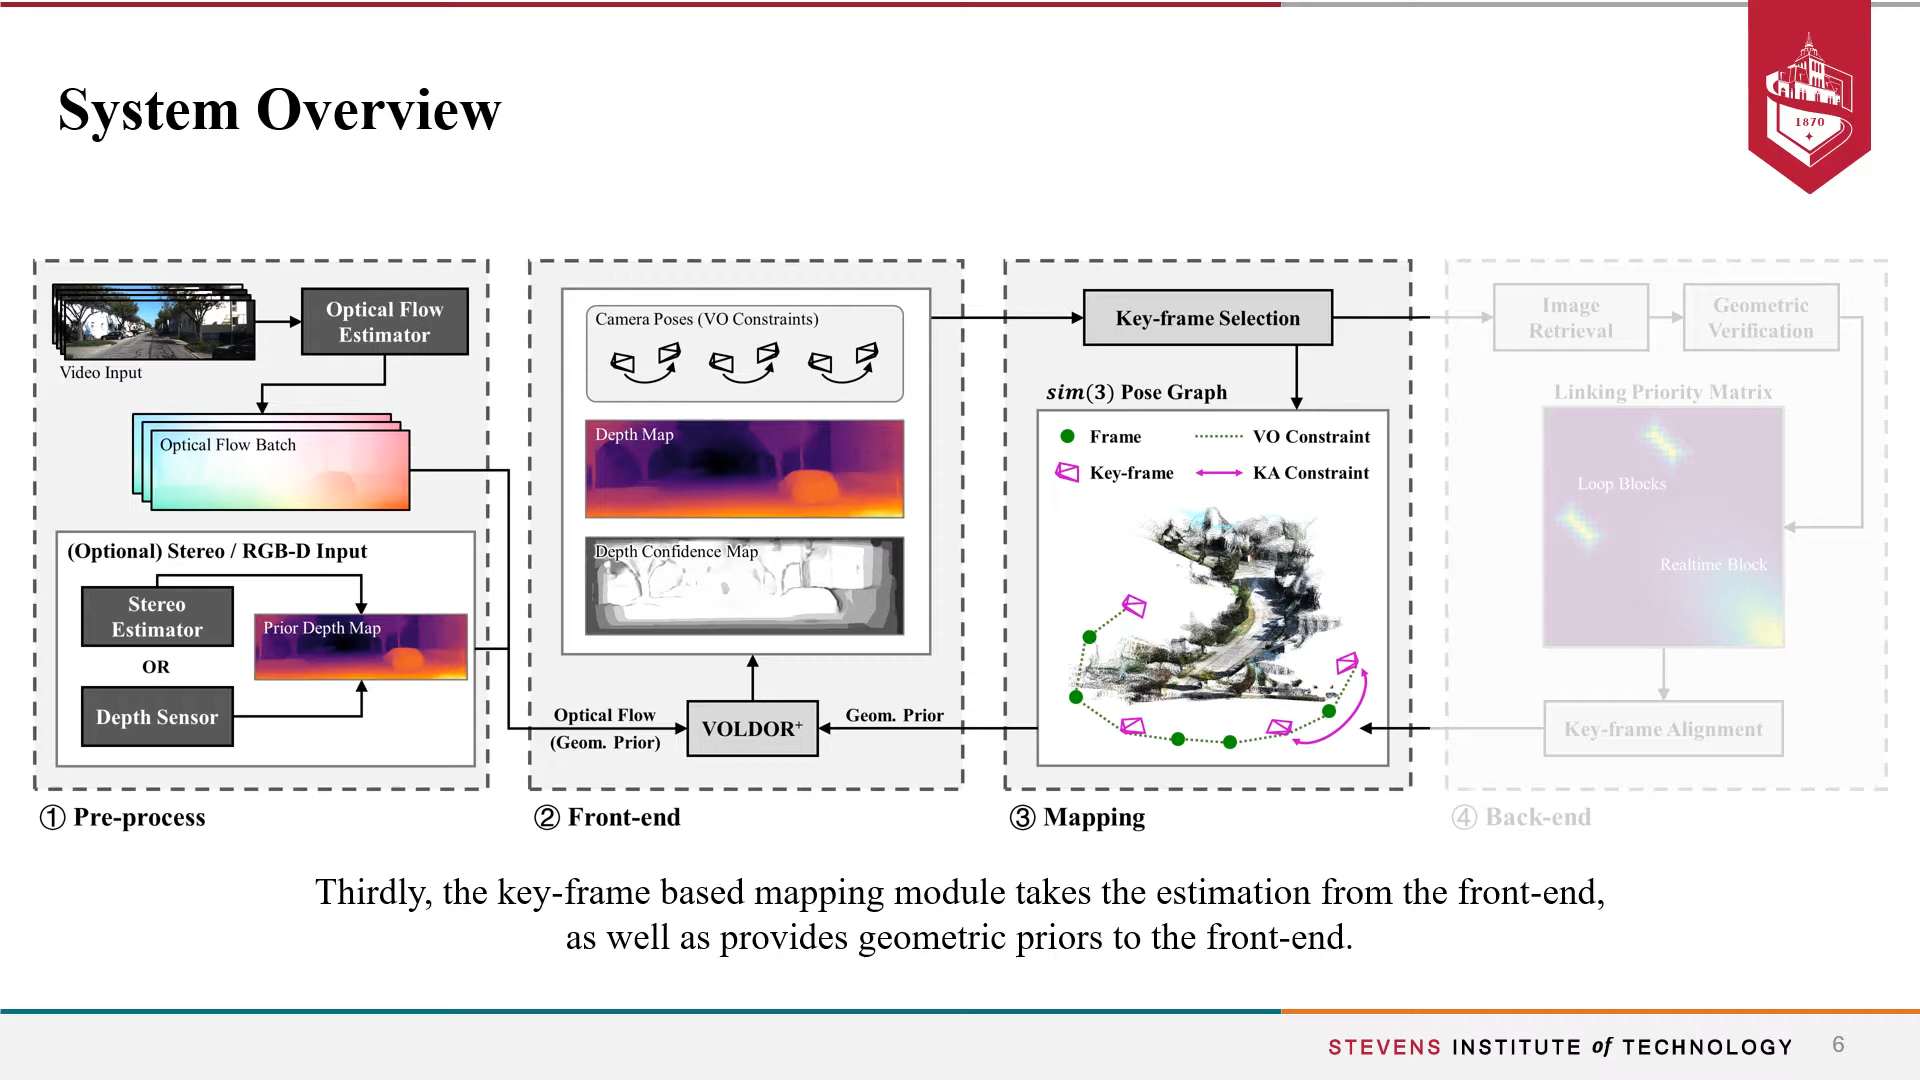 System Overview
1870
Optical Flow
Estimator
Video Input
Optical Flow Batch
(Optional) Stereo / RGB-D Input
Stereo
Estimator
OR
Depth Sensor
Prior Depth Map
① Pre-process
Camera Poses (VO Constraints)
Depth Map
Depth Confidence Map
Optical Flow
(Geom. Prior)
VOLDOR⁺
Geom. Prior
② Front-end
Key-frame Selection
sim(3) Pose Graph
Frame
VO Constraint
Key-frame
KA Constraint
③ Mapping
Image
Retrieval
Geometric
Verification
Linking Priority Matrix
Loop Blocks
Realtime Block
Key-frame Alignment
④ Back-end
Thirdly, the key-frame based mapping module takes the estimation from the front-end,
as well as provides geometric priors to the front-end.
STEVENS INSTITUTE of TECHNOLOGY
6